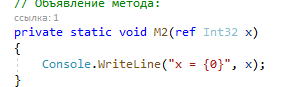 // Объявление метода:
ссылка: 1
private static void M2(ref Int32 x)
{
Console.WriteLine("x = {0}", x);
}